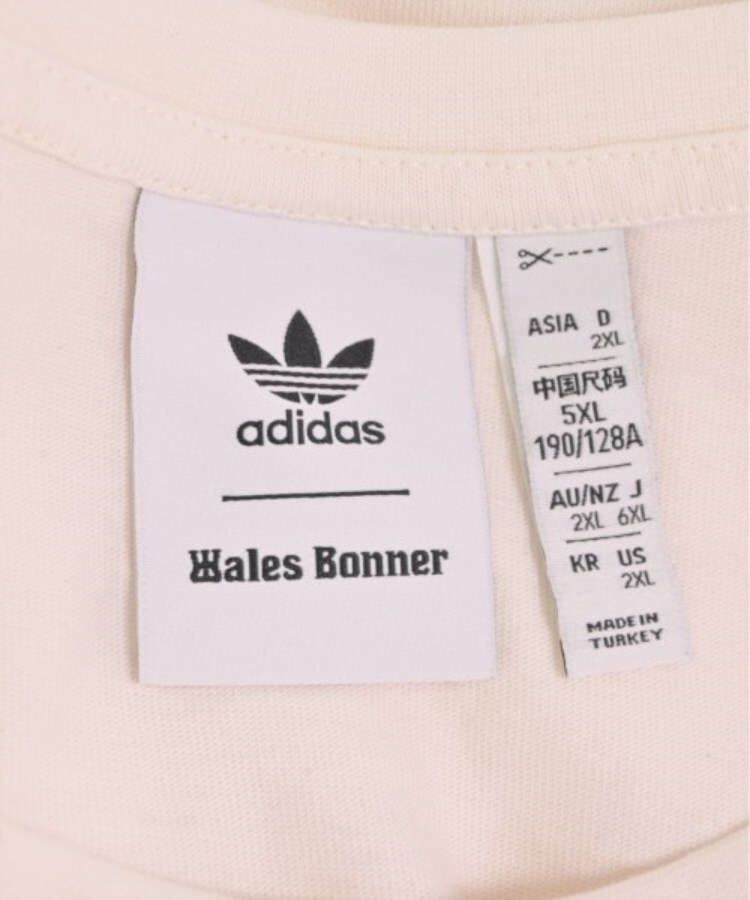 adidas
Wales Bonner
ASIA D
2XL
中国尺码
5XL
190/128A
AU/NZ J
2XL 6XL
KR US
2XL
MADE IN
TURKEY